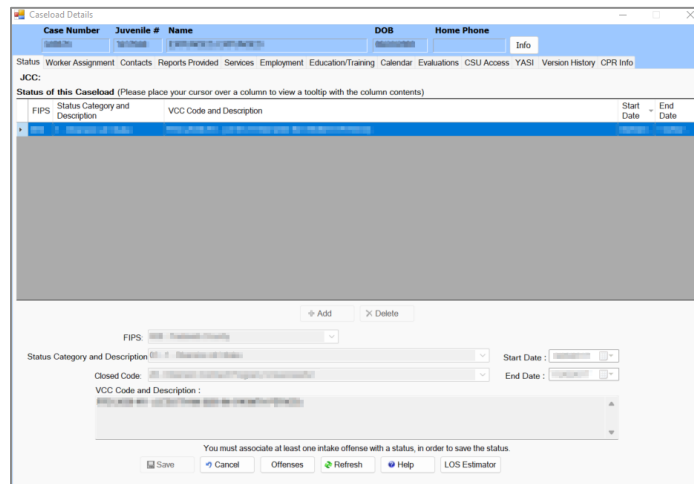 Caseload Details
Case Number Juvenile # Name DOB Home Phone
Info
Status Worker Assignment Contacts Reports Provided Services Employment Education/Training Calendar Evaluations CSU Access YASI Version History CPR Info
JCC:
Status of this Caseload (Please place your cursor over a column to view a tooltip with the column contents)
FIPS Status Category and Description VCC Code and Description Start Date End Date
Add Delete
FIPS:
Status Category and Description Start Date :
Closed Code: End Date :
VCC Code and Description :
You must associate at least one intake offense with a status, in order to save the status.
Save Cancel Offenses Refresh Help LOS Estimator